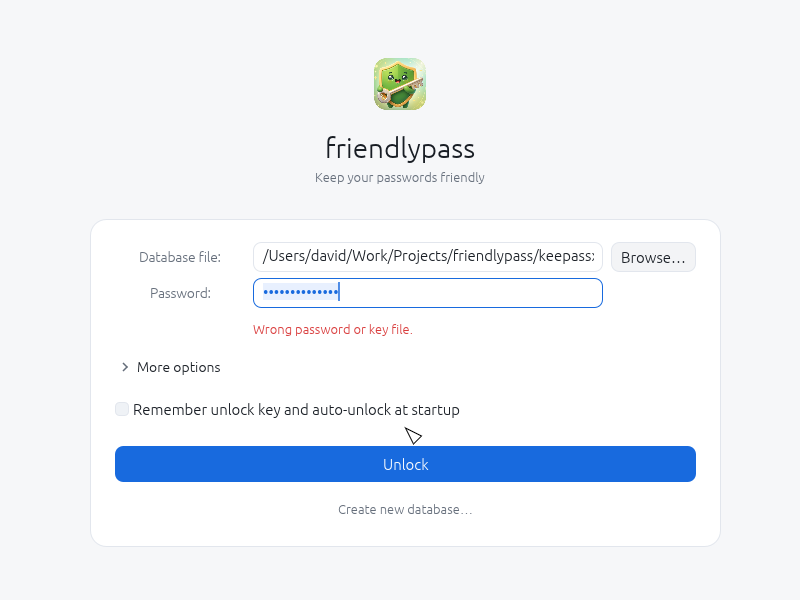 friendlypass
Keep your passwords friendly
Database file:
/Users/david/Work/Projects/friendlypass/keepass
Browse...
Password:
••••••••••••••
Wrong password or key file.
More options
Remember unlock key and auto-unlock at startup
Unlock
Create new database...